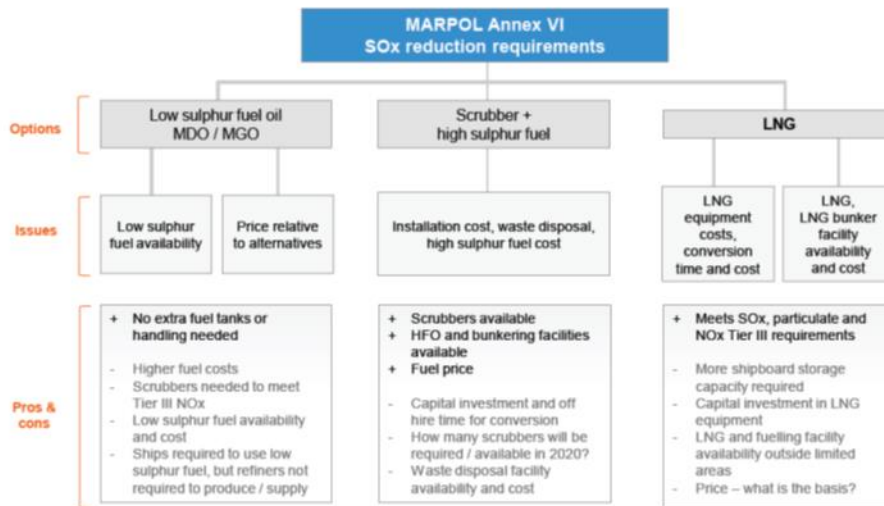 MARPOL Annex VI
SOx reduction requirements
Options
Low sulphur fuel oil
MDO / MGO
Scrubber +
high sulphur fuel
LNG
Issues
Low sulphur
fuel availability
Price relative
to alternatives
Installation cost, waste disposal,
high sulphur fuel cost
LNG
equipment
costs,
conversion
time and cost
LNG,
LNG bunker
facility
availability
and cost
Pros &
cons
+ No extra fuel tanks or
handling needed
- Higher fuel costs
- Scrubbers needed to meet
Tier III NOx
- Low sulphur fuel availability
and cost
- Ships required to use low
sulphur fuel, but refiners not
required to produce / supply
+ Scrubbers available
+ HFO and bunkering facilities
available
+ Fuel price
- Capital investment and off
hire time for conversion
- How many scrubbers will be
required / available in 2020?
- Waste disposal facility
availability and cost
+ Meets SOx, particulate and
NOx Tier III requirements
- More shipboard storage
capacity required
- Capital investment in LNG
equipment
- LNG and fuelling facility
availability outside limited
areas
- Price – what is the basis?